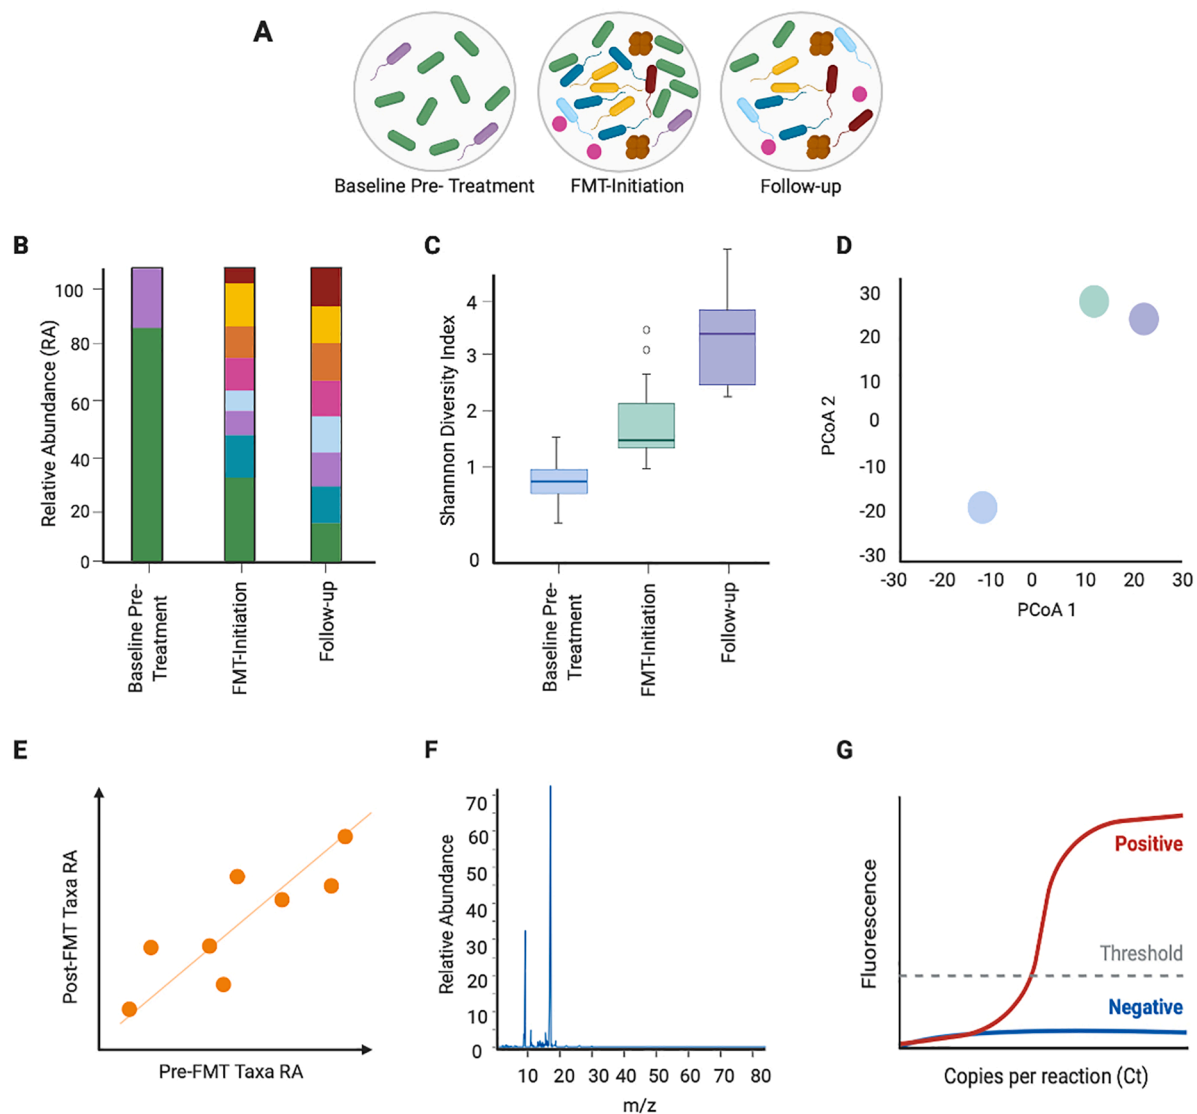 A
Baseline Pre- Treatment
FMT-Initiation
Follow-up
B
Relative Abundance (RA)
100
80
60
40
20
0
Baseline Pre-
Treatment
FMT-Initiation
Follow-up
C
Shannnon Diversity Index
4
3
2
1
0
Baseline Pre-
Treatment
FMT-Initiation
Follow-up
D
PCoA 2
30
20
10
0
-10
-20
-30
-30 -20 -10 0 10 20 30
PCoA 1
E
Post-FMT Taxa RA
Pre-FMT Taxa RA
F
Relative Abundance
70
60
50
40
30
20
10
0
10 20 30 40 50 60 70 80
m/z
G
Fluorescence
Positive
Threshold
Negative
Copies per reaction (Ct)